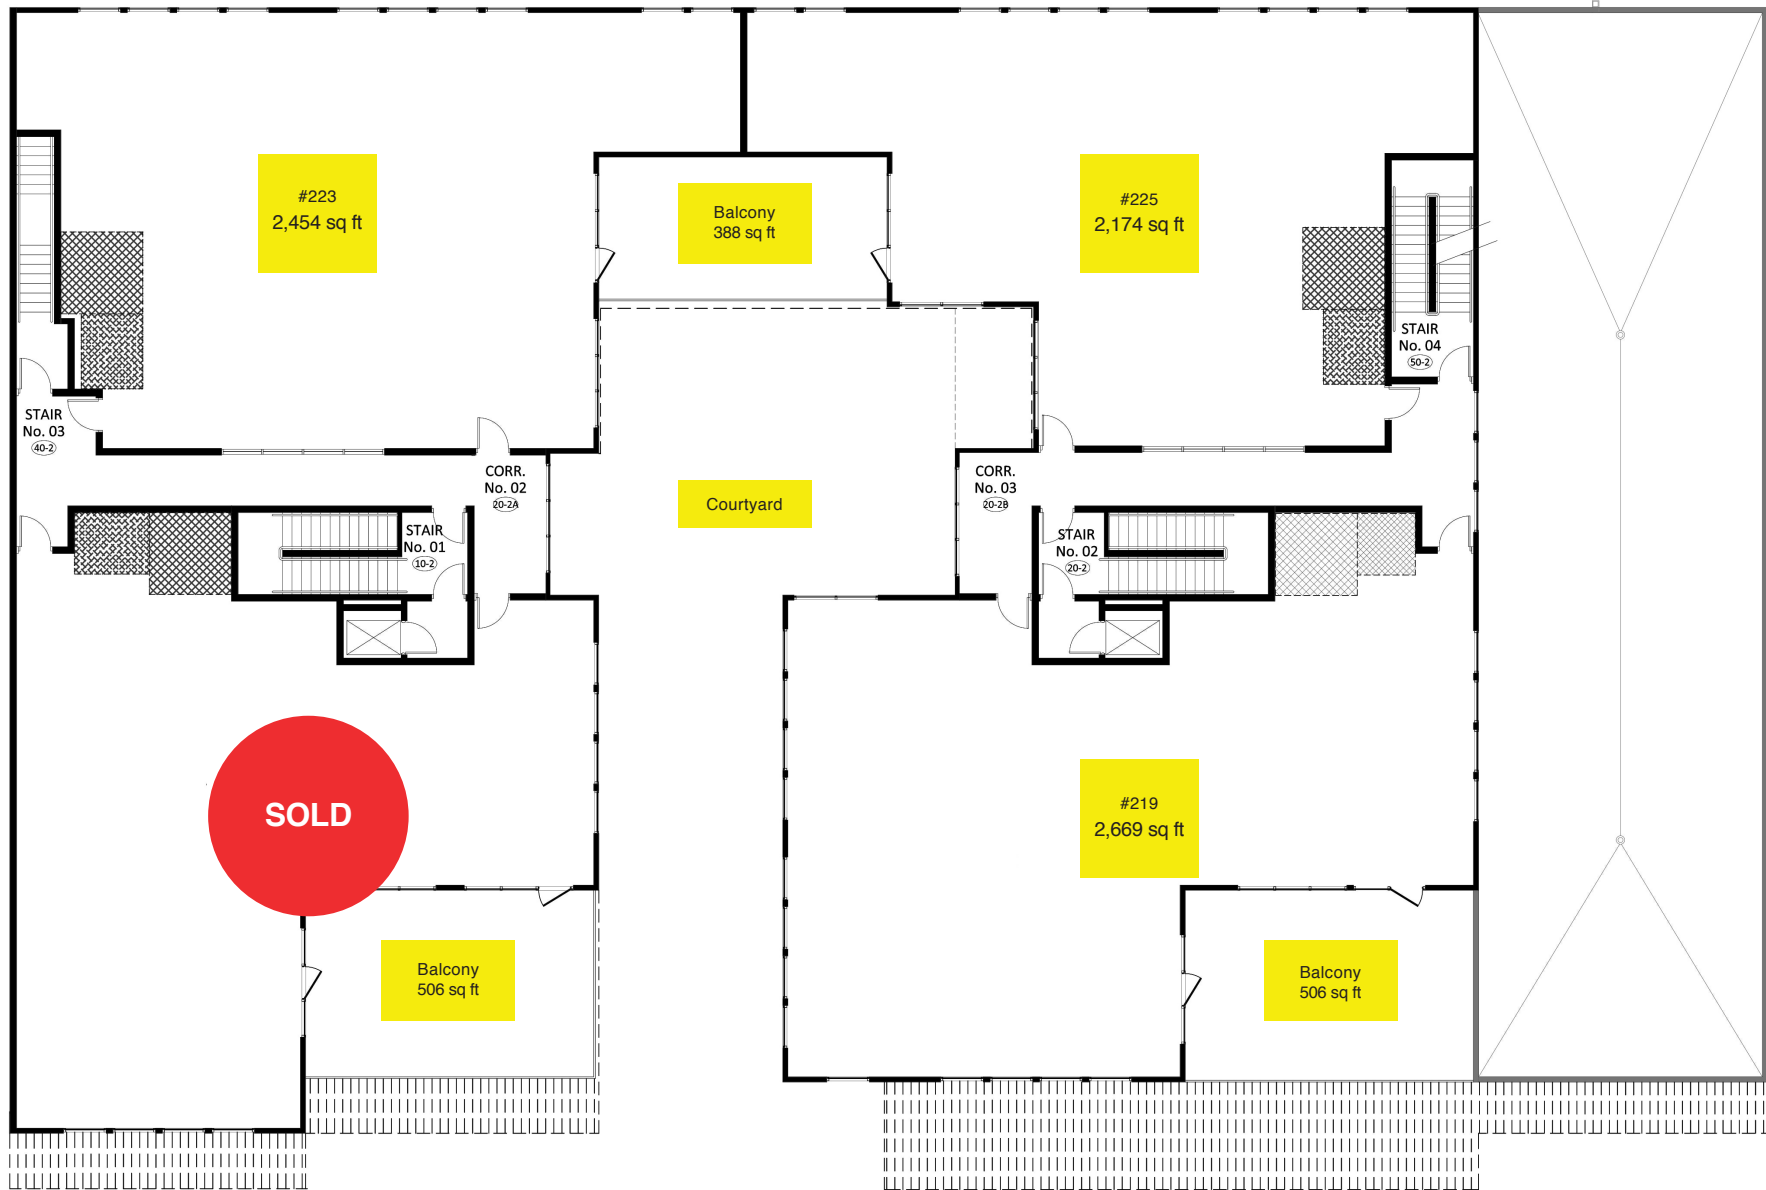 #223
2,454 sq ft
Balcony
388 sq ft
#225
2,174 sq ft
STAIR
No. 04
50-2
STAIR
No. 03
40-2
CORR.
No. 02
20-2A
Courtyard
CORR.
No. 03
20-2B
STAIR
No. 01
10-2
STAIR
No. 02
20-2
SOLD
#219
2,669 sq ft
Balcony
506 sq ft
Balcony
506 sq ft